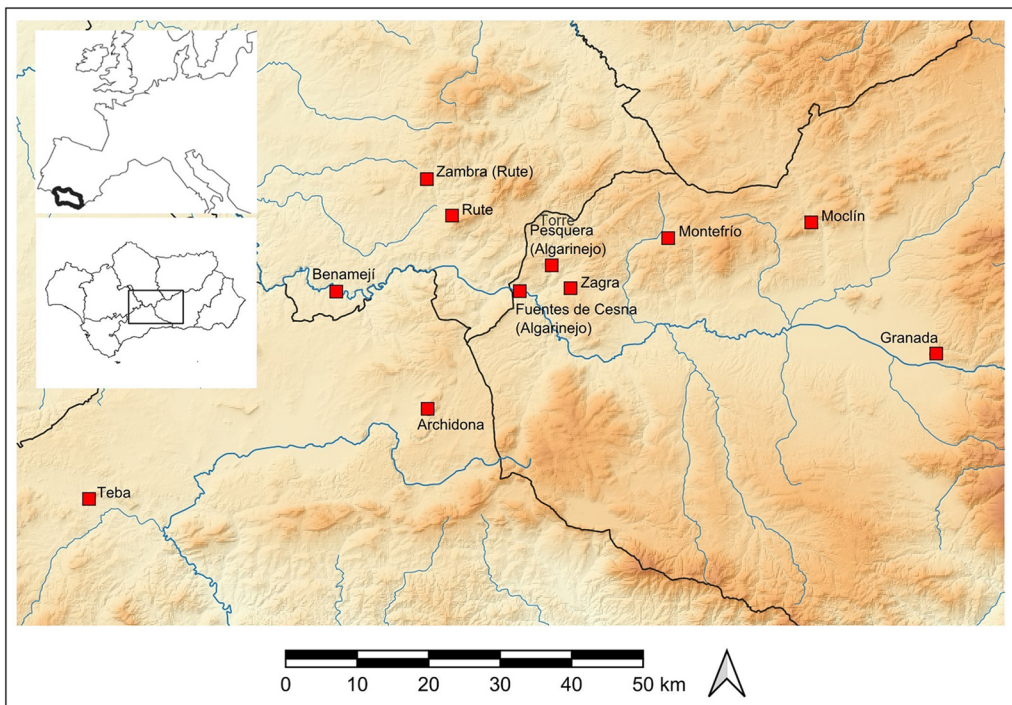 Zambra (Rute)
Rute
Torre
Pesquera
(Algarinejo)
Montefrío
Moclín
Benamejí
Zagra
Fuentes de Cesna
(Algarinejo)
Granada
Archidona
Teba
0 10 20 30 40 50 km